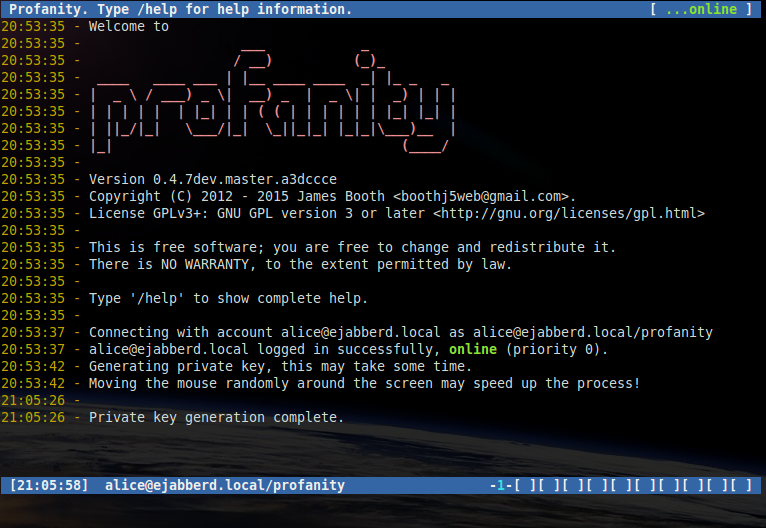 Profanity. Type /help for help information. [ ...online ]
20:53:35 - Welcome to
20:53:35 -
20:53:35 -
20:53:35 -
20:53:35 - profanity
20:53:35 -
20:53:35 -
20:53:35 -
20:53:35 -
20:53:35 - Version 0.4.7dev.master.a3dccce
20:53:35 - Copyright (C) 2012 - 2015 James Booth <boothj5web@gmail.com>.
20:53:35 - License GPLv3+: GNU GPL version 3 or later <http://gnu.org/licenses/gpl.html>
20:53:35 -
20:53:35 - This is free software; you are free to change and redistribute it.
20:53:35 - There is NO WARRANTY, to the extent permitted by law.
20:53:35 -
20:53:35 - Type '/help' to show complete help.
20:53:35 -
20:53:37 - Connecting with account alice@ejabberd.local as alice@ejabberd.local/profanity
20:53:37 - alice@ejabberd.local logged in successfully, online (priority 0).
20:53:42 - Generating private key, this may take some time.
20:53:42 - Moving the mouse randomly around the screen may speed up the process!
21:05:26 -
21:05:26 - Private key generation complete.
[21:05:58] alice@ejabberd.local/profanity -1-[ ][ ][ ][ ][ ][ ][ ][ ][ ][ ]